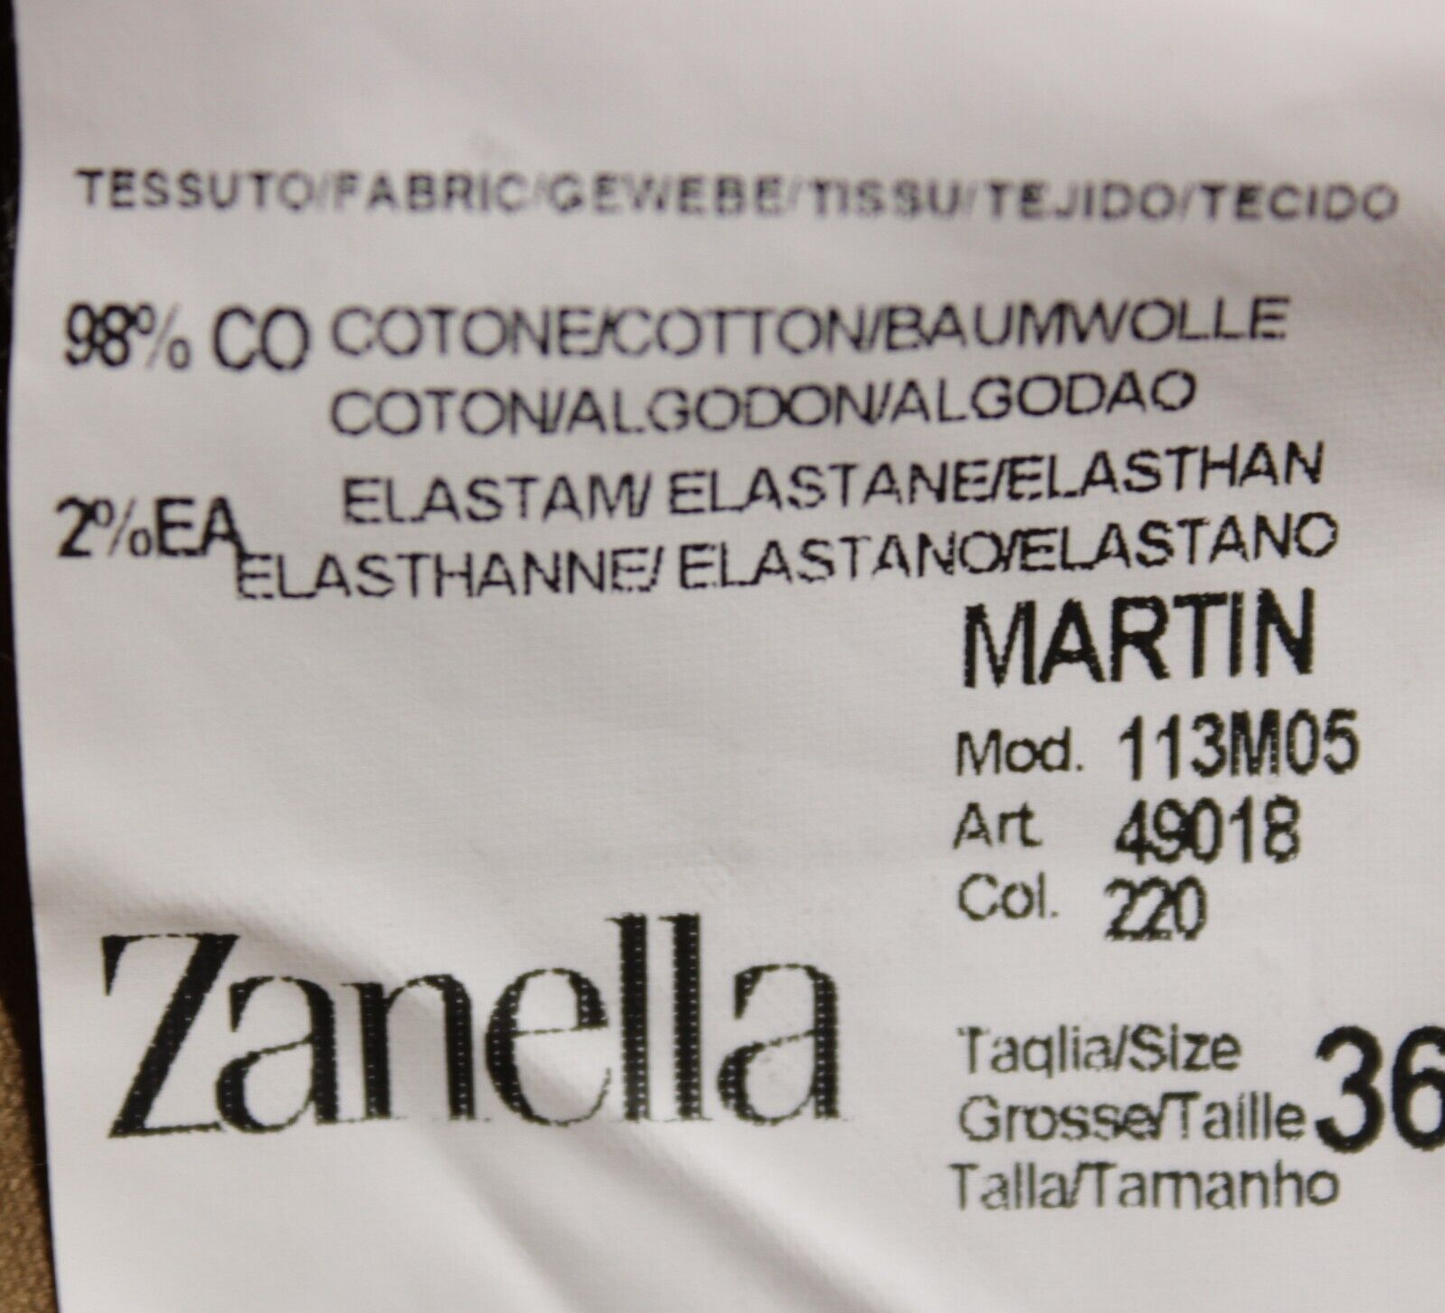 TESSUTO/FABRIC/GEWEBE/TISSU/TEJIDO/TECIDO
98% CO COTONE/COTTON/BAUMWOLLE
COTON/ALGODON/ALGODAO
2%EA ELASTAM/ ELASTANE/ELASTHAN
ELASTHANNE/ ELASTANO/ELASTANO
MARTIN
Mod. 113M05
Art. 49018
Col. 220
Zanella
Taglia/Size
Grosse/Taille 36
Talla/Tamanho